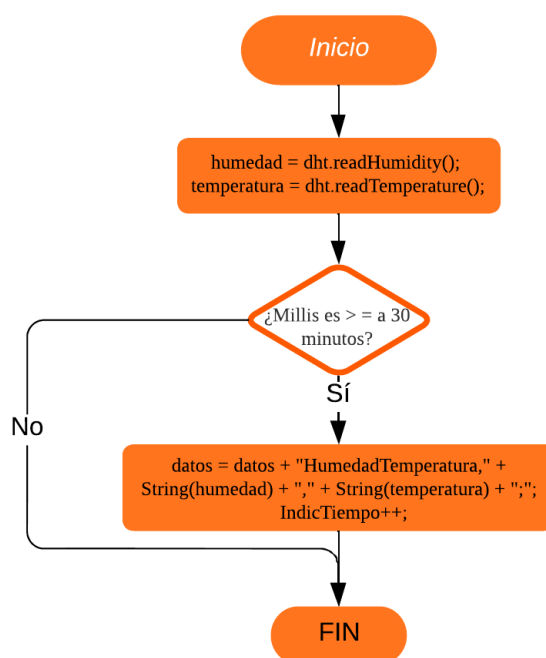 Inicio
humedad = dht.readHumidity();
temperatura = dht.readTemperature();
¿Millis es > = a 30
minutos?
Sí
No
datos = datos + "HumedadTemperatura," +
String(humedad) + "," + String(temperatura) + ";";
IndicTiempo++;
FIN